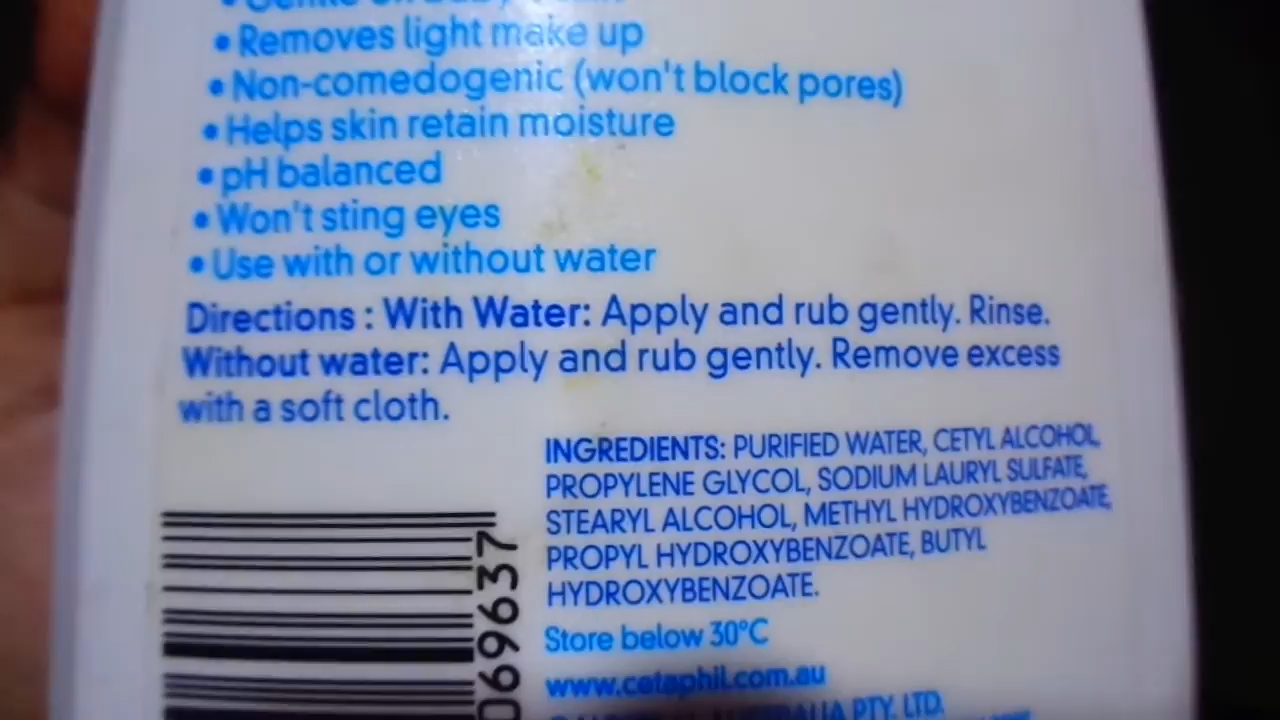 • Removes light make up
• Non-comedogenic (won't block pores)
• Helps skin retain moisture
• pH balanced
• Won't sting eyes
• Use with or without water
Directions : With Water: Apply and rub gently. Rinse.
Without water: Apply and rub gently. Remove excess
with a soft cloth.
INGREDIENTS: PURIFIED WATER, CETYL ALCOHOL
PROPYLENE GLYCOL, SODIUM LAURYL SULFATE,
STEARYL ALCOHOL, METHYL HYDROXYBENZOATE,
PROPYL HYDROXYBENZOATE, BUTYL
HYDROXYBENZOATE.
Store below 30°C
www.cetaphil.com.au
PTY. LTD.
069637